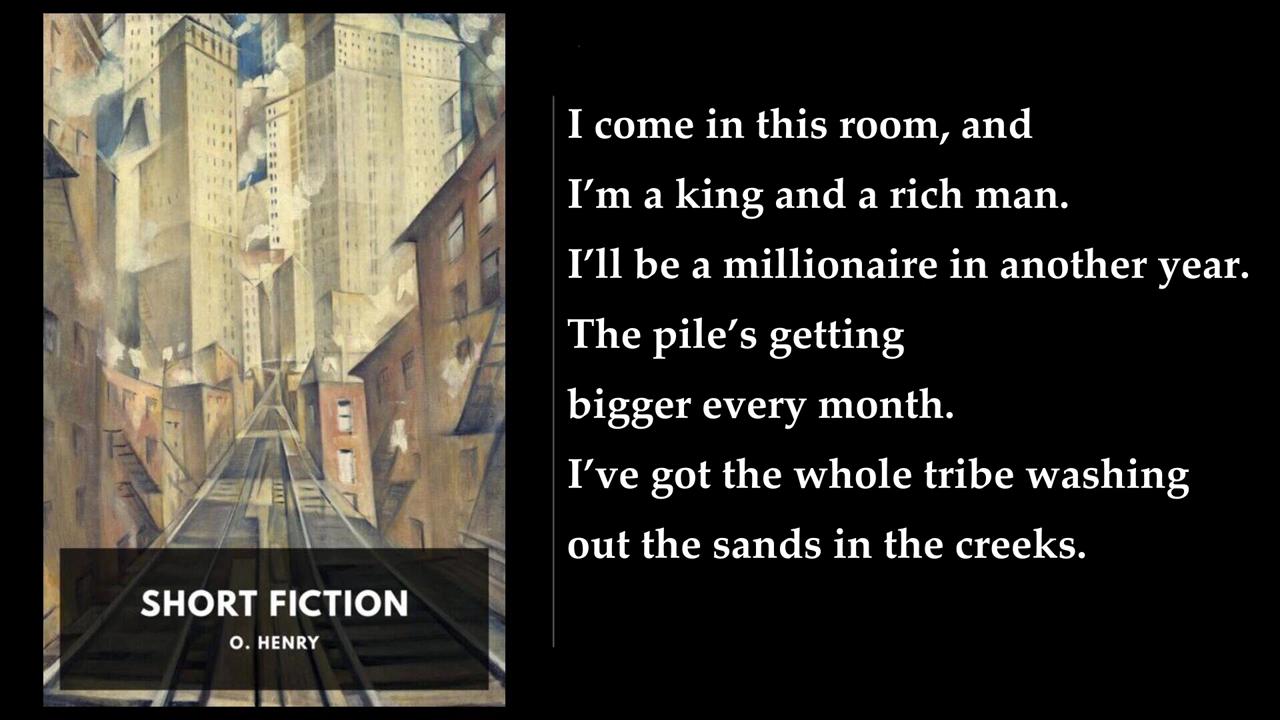 SHORT FICTION
O. HENRY
I come in this room, and
I’m a king and a rich man.
I’ll be a millionaire in another year.
The pile’s getting
bigger every month.
I’ve got the whole tribe washing
out the sands in the creeks.